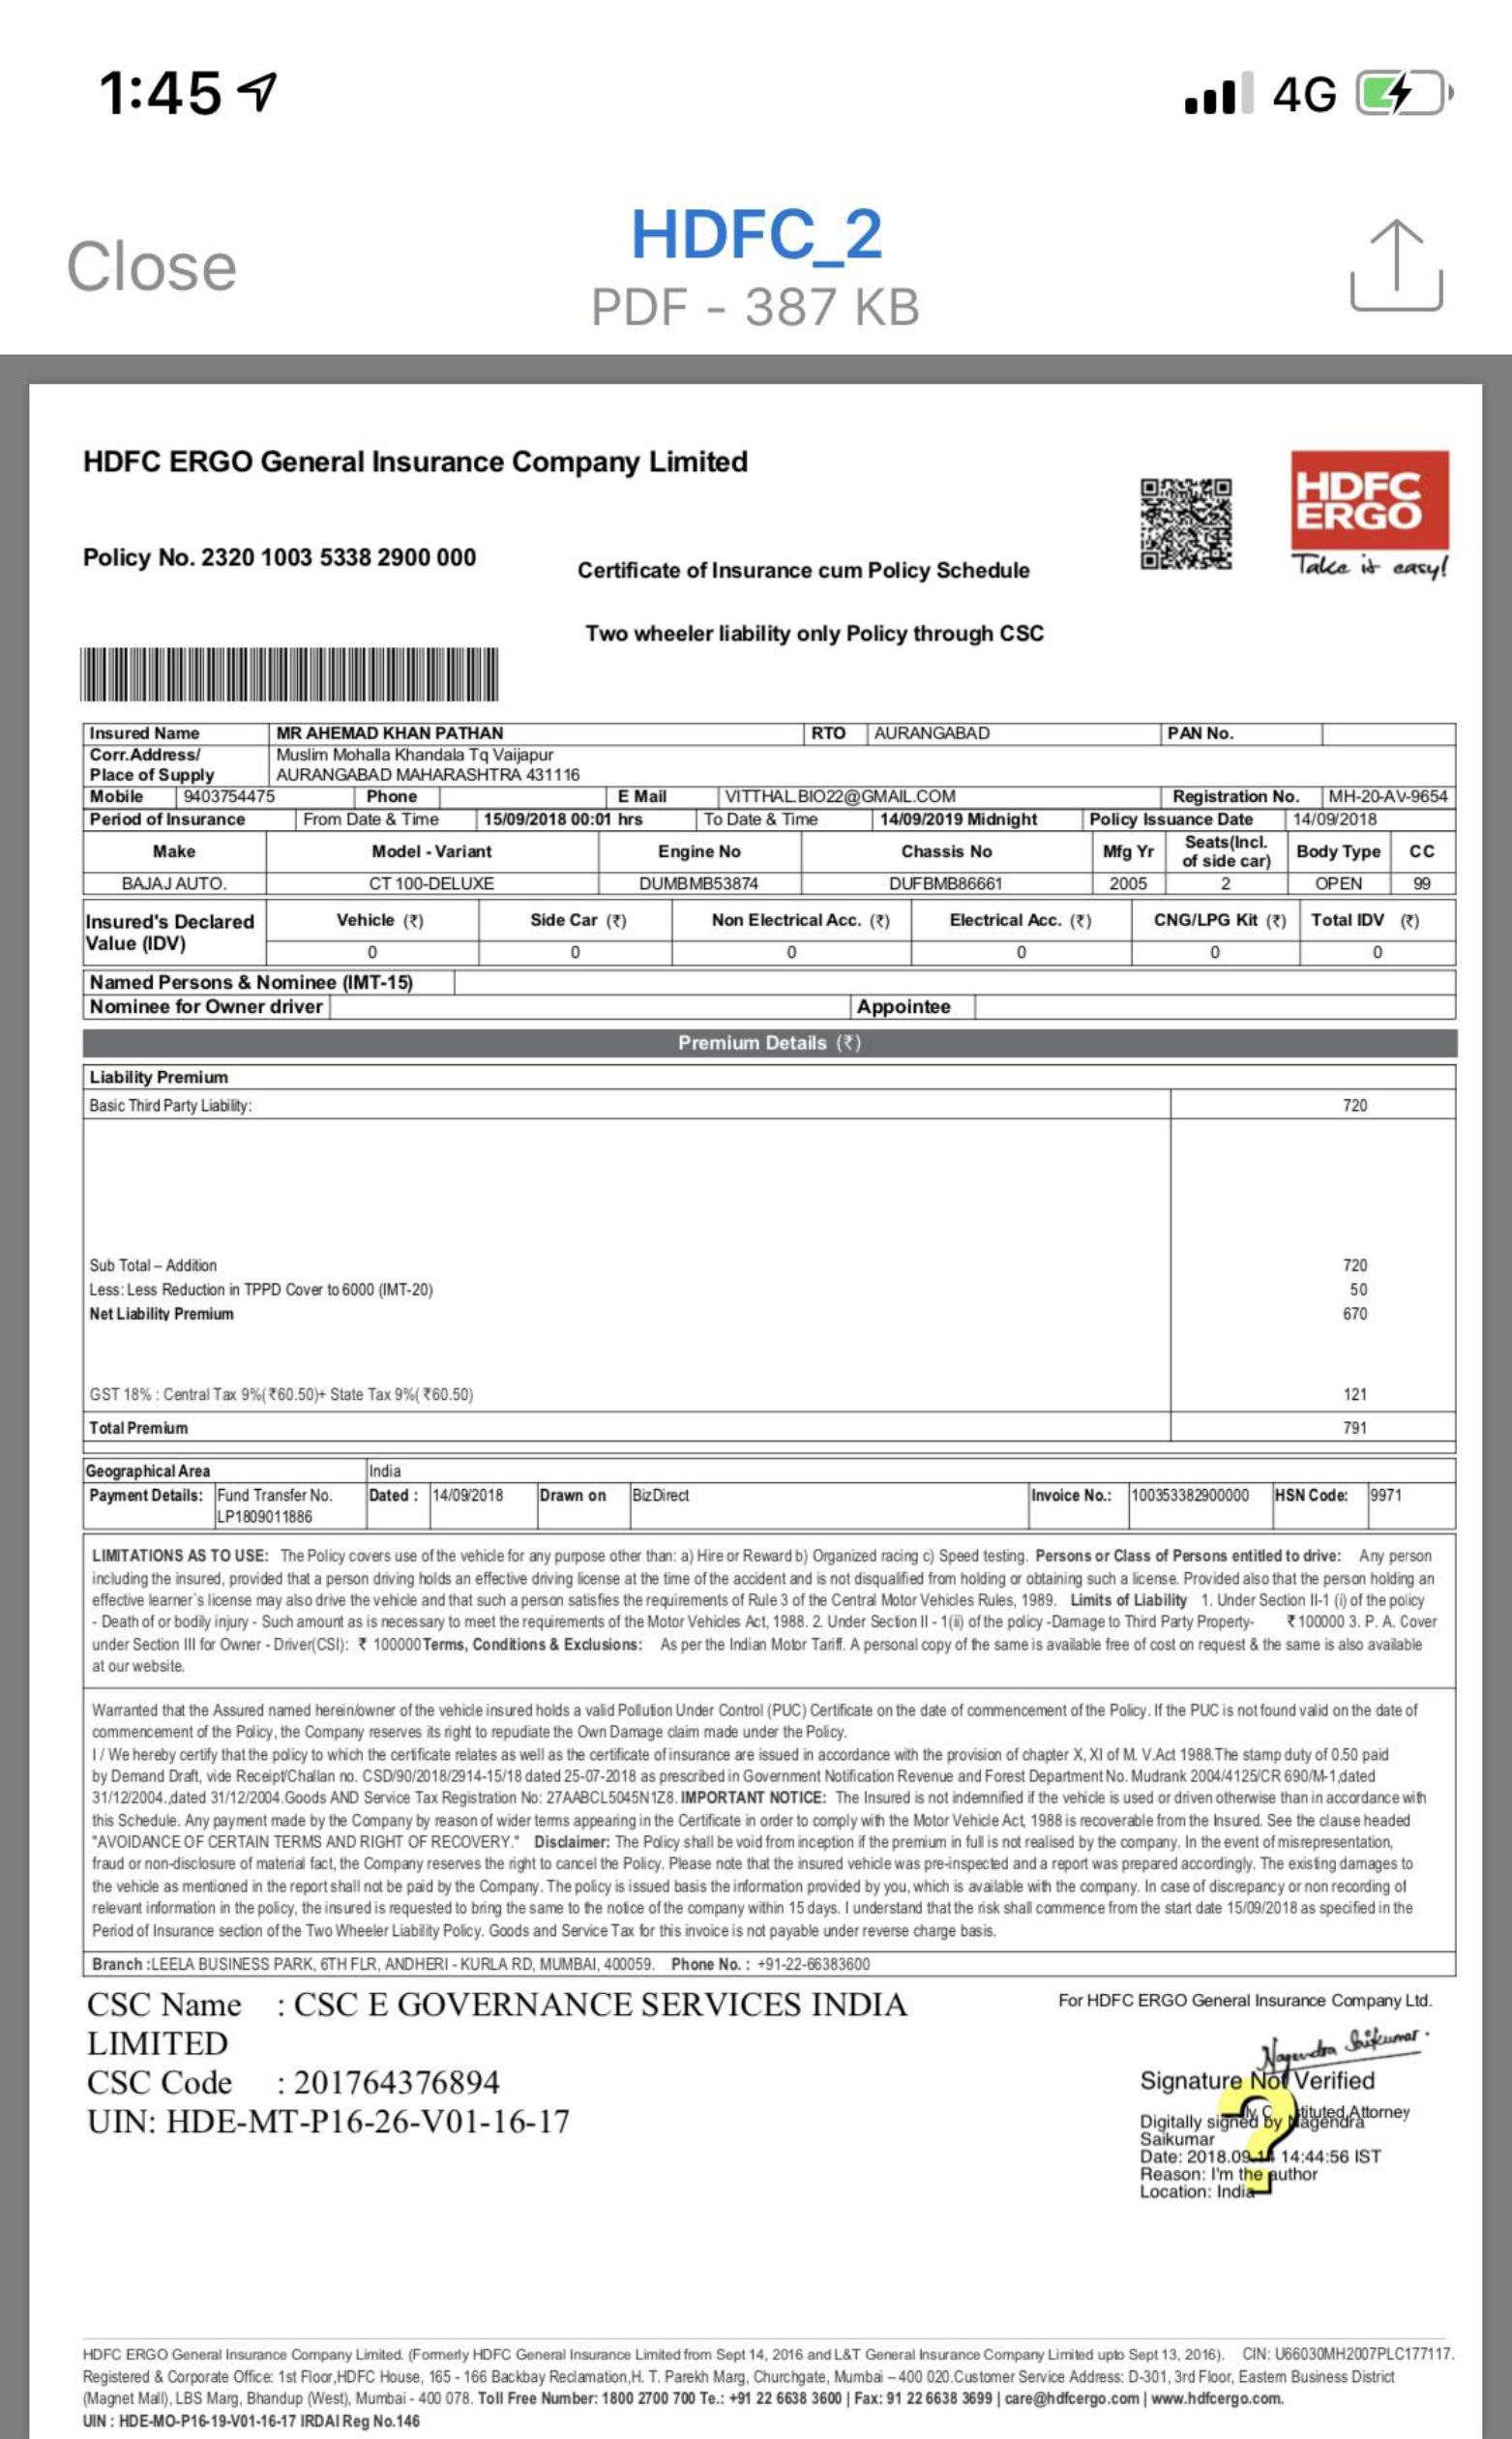 1:45
4G
Close
HDFC_2
PDF - 387 KB
HDFC ERGO General Insurance Company Limited
HDFC
ERGO
Take it easy!
Policy No. 2320 1003 5338 2900 000
Certificate of Insurance cum Policy Schedule
Two wheeler liability only Policy through CSC
Insured Name MR AHEMAD KHAN PATHAN RTO AURANGABAD PAN No.
Corr.Address/ Muslim Mohalla Khandala Tq Vaijapur
Place of Supply AURANGABAD MAHARASHTRA 431116
Mobile 9403754475 Phone E Mail VITTHAL.BIO22@GMAIL.COM Registration No. MH-20-AV-9654
Period of Insurance From Date & Time 15/09/2018 00:01 hrs To Date & Time 14/09/2019 Midnight Policy Issuance Date 14/09/2018
Make Model - Variant Engine No Chassis No Mfg Yr Seats(Incl. of side car) Body Type CC
BAJAJ AUTO. CT 100-DELUXE DUMBMB53874 DUFBMB86661 2005 2 OPEN 99
Insured's Declared Value (IDV) Vehicle (₹) Side Car (₹) Non Electrical Acc. (₹) Electrical Acc. (₹) CNG/LPG Kit (₹) Total IDV (₹)
0 0 0 0 0 0
Named Persons & Nominee (IMT-15)
Nominee for Owner driver Appointee
Premium Details (₹)
Liability Premium
Basic Third Party Liability: 720
Sub Total – Addition 720
Less: Less Reduction in TPPD Cover to 6000 (IMT-20) 50
Net Liability Premium 670
GST 18% : Central Tax 9%(₹60.50)+ State Tax 9%( ₹60.50) 121
Total Premium 791
Geographical Area India
Payment Details: Fund Transfer No. Dated : 14/09/2018 Drawn on BizDirect Invoice No.: 100353382900000 HSN Code: 9971
LP1809011886
LIMITATIONS AS TO USE: The Policy covers use of the vehicle for any purpose other than: a) Hire or Reward b) Organized racing c) Speed testing. Persons or Class of Persons entitled to drive: Any person
including the insured, provided that a person driving holds an effective driving license at the time of the accident and is not disqualified from holding or obtaining such a license. Provided also that the person holding an
effective learner's license may also drive the vehicle and that such a person satisfies the requirements of Rule 3 of the Central Motor Vehicles Rules, 1989. Limits of Liability 1. Under Section II-1 (i) of the policy
- Death of or bodily injury - Such amount as is necessary to meet the requirements of the Motor Vehicles Act, 1988. 2. Under Section II - 1(ii) of the policy -Damage to Third Party Property- ₹ 100000 3. P. A. Cover
under Section III for Owner - Driver(CSI): ₹ 100000 Terms, Conditions & Exclusions: As per the Indian Motor Tariff. A personal copy of the same is available free of cost on request & the same is also available
at our website.
Warranted that the Assured named herein/owner of the vehicle insured holds a valid Pollution Under Control (PUC) Certificate on the date of commencement of the Policy. If the PUC is not found valid on the date of
commencement of the Policy, the Company reserves its right to repudiate the Own Damage claim made under the Policy.
I / We hereby certify that the policy to which the certificate relates as well as the certificate of insurance are issued in accordance with the provision of chapter X, XI of M. V.Act 1988.The stamp duty of 0.50 paid
by Demand Draft, vide Receipt/Challan no. CSD/90/2018/2914-15/18 dated 25-07-2018 as prescribed in Government Notification Revenue and Forest Department No. Mudrank 2004/4125/CR 690/M-1,dated
31/12/2004.,dated 31/12/2004.Goods AND Service Tax Registration No: 27AABCL5045N1Z8. IMPORTANT NOTICE: The Insured is not indemnified if the vehicle is used or driven otherwise than in accordance with
this Schedule. Any payment made by the Company by reason of wider terms appearing in the Certificate in order to comply with the Motor Vehicle Act, 1988 is recoverable from the Insured. See the clause headed
"AVOIDANCE OF CERTAIN TERMS AND RIGHT OF RECOVERY." Disclaimer: The Policy shall be void from inception if the premium in full is not realised by the company. In the event of misrepresentation,
fraud or non-disclosure of material fact, the Company reserves the right to cancel the Policy. Please note that the insured vehicle was pre-inspected and a report was prepared accordingly. The existing damages to
the vehicle as mentioned in the report shall not be paid by the Company. The policy is issued basis the information provided by you, which is available with the company. In case of discrepancy or non recording of
relevant information in the policy, the insured is requested to bring the same to the notice of the company within 15 days. I understand that the risk shall commence from the start date 15/09/2018 as specified in the
Period of Insurance section of the Two Wheeler Liability Policy. Goods and Service Tax for this invoice is not payable under reverse charge basis.
Branch :LEELA BUSINESS PARK, 6TH FLR, ANDHERI - KURLA RD, MUMBAI, 400059. Phone No. : +91-22-66383600
CSC Name : CSC E GOVERNANCE SERVICES INDIA
LIMITED
CSC Code : 201764376894
UIN: HDE-MT-P16-26-V01-16-17
For HDFC ERGO General Insurance Company Ltd.
Nagendra Saikumar.
Signature Not Verified
Attorney
Digitally signed by Nagendra
Saikumar
Date: 2018.09.14 14:44:56 IST
Reason: I'm the author
Location: India
HDFC ERGO General Insurance Company Limited. (Formerly HDFC General Insurance Limited from Sept 14, 2016 and L&T General Insurance Company Limited upto Sept 13, 2016). CIN: U66030MH2007PLC177117.
Registered & Corporate Office: 1st Floor,HDFC House, 165 - 166 Backbay Reclamation,H. T. Parekh Marg, Churchgate, Mumbai – 400 020.Customer Service Address: D-301, 3rd Floor, Eastern Business District
(Magnet Mall), LBS Marg, Bhandup (West), Mumbai - 400 078. Toll Free Number: 1800 2700 700 Te.: +91 22 6638 3600 | Fax: 91 22 6638 3699 | care@hdfcergo.com | www.hdfcergo.com.
UIN : HDE-MO-P16-19-V01-16-17 IRDAI Reg No.146